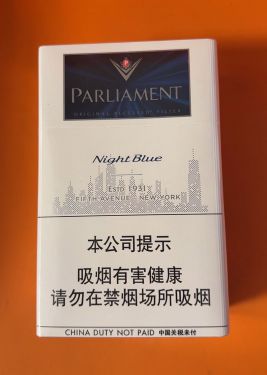 PARLIAMENT
ORIGINAL RECESSED FILTER
Night Blue
ESTD 1931
FIFTH AVENUE NEW YORK
本公司提示
吸烟有害健康
请勿在禁烟场所吸烟
CHINA DUTY NOT PAID 中国关税未付